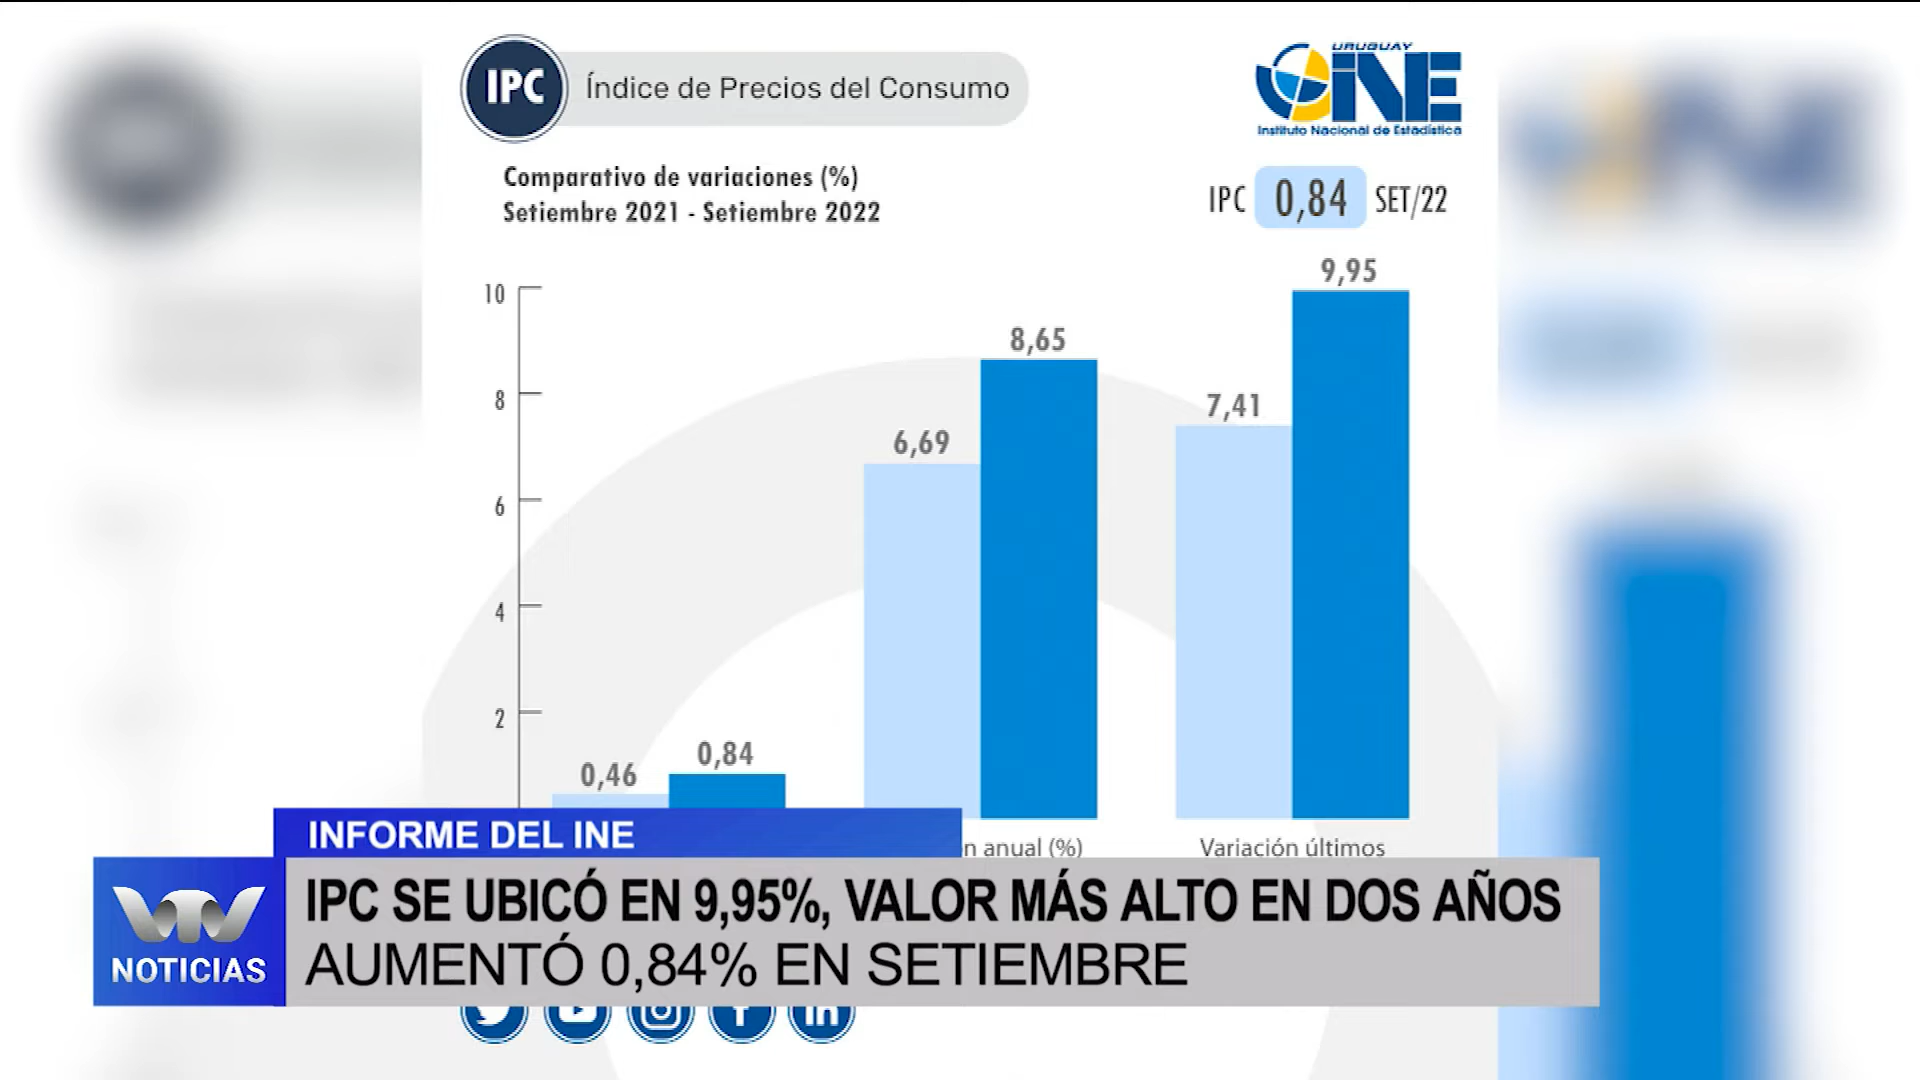 IPC
Índice de Precios del Consumo
URUGUAY
INE
Instituto Nacional de Estadística
Comparativo de variaciones (%)
Setiembre 2021 - Setiembre 2022
IPC 0,84 SET/22
10
8
6
4
2
9,95
8,65
7,41
6,69
0,84
0,46
n anual (%)
Variación últimos
INFORME DEL INE
VTV
NOTICIAS
IPC SE UBICÓ EN 9,95%, VALOR MÁS ALTO EN DOS AÑOS
AUMENTÓ 0,84% EN SETIEMBRE